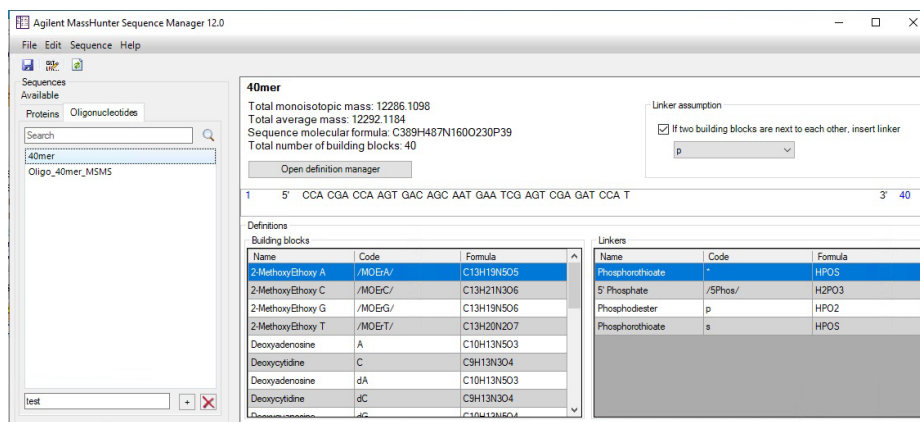 Agilent MassHunter Sequence Manager 12.0
File Edit Sequence Help
Sequences
Available
Proteins Oligonucleotides
Search
40mer
Oligo_40mer_MSMS
test
+
40mer
Total monoisotopic mass: 12286.1098
Total average mass: 12292.1184
Sequence molecular formula: C389H487N160O230P39
Total number of building blocks: 40
Open definition manager
Linker assumption
If two building blocks are next to each other, insert linker
p
1 5' CCA CGA CCA AGT GAC AGC AAT GAA TCG AGT CGA GAT CCA T 3' 40
Definitions
Building blocks
Name Code Formula
2-MethoxyEthoxy A /MOErA/ C13H19N5O5
2-MethoxyEthoxy C /MOErC/ C13H21N3O6
2-MethoxyEthoxy G /MOErG/ C13H19N5O6
2-MethoxyEthoxy T /MOErT/ C13H20N2O7
Deoxyadenosine A C10H13N5O3
Deoxycytidine C C9H13N3O4
Deoxyadenosine dA C10H13N5O3
Deoxycytidine dC C9H13N3O4
Deoxyguanosine dG C10H13N5O4
Linkers
Name Code Formula
Phosphorothioate * HPOS
5' Phosphate /5Phos/ H2PO3
Phosphodiester p HPO2
Phosphorothioate s HPOS